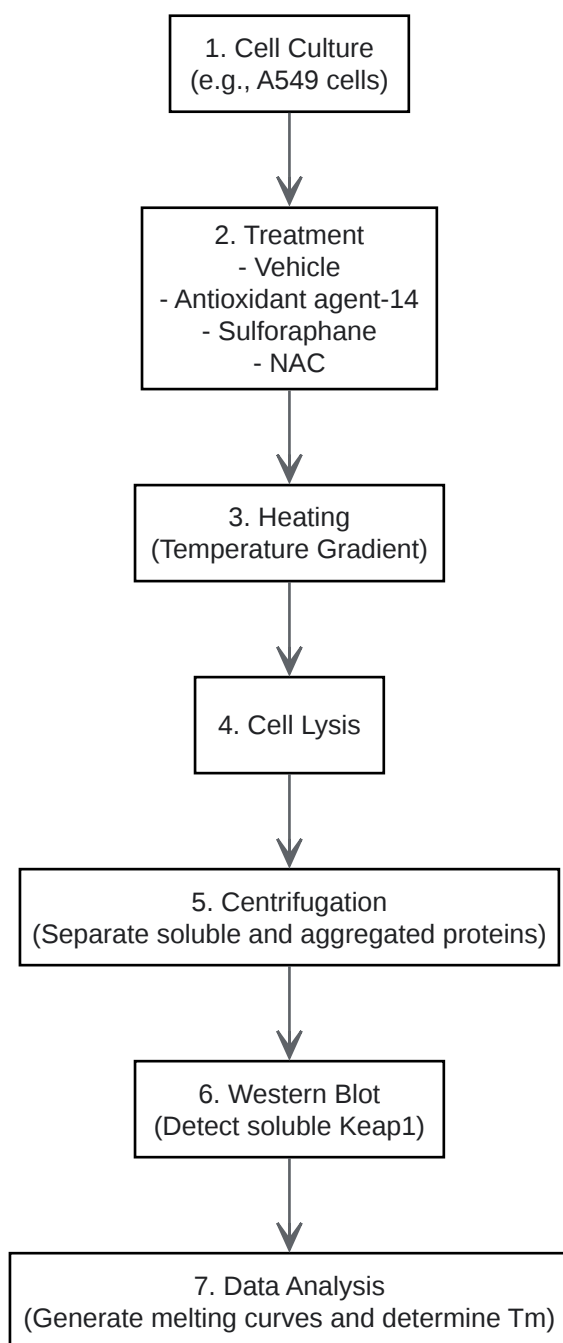 1. Cell Culture
(e.g., A549 cells)
2. Treatment
- Vehicle
- Antioxidant agent-14
- Sulforaphane
- NAC
3. Heating
(Temperature Gradient)
4. Cell Lysis
5. Centrifugation
(Separate soluble and aggregated proteins)
6. Western Blot
(Detect soluble Keap1)
7. Data Analysis
(Generate melting curves and determine Tm)